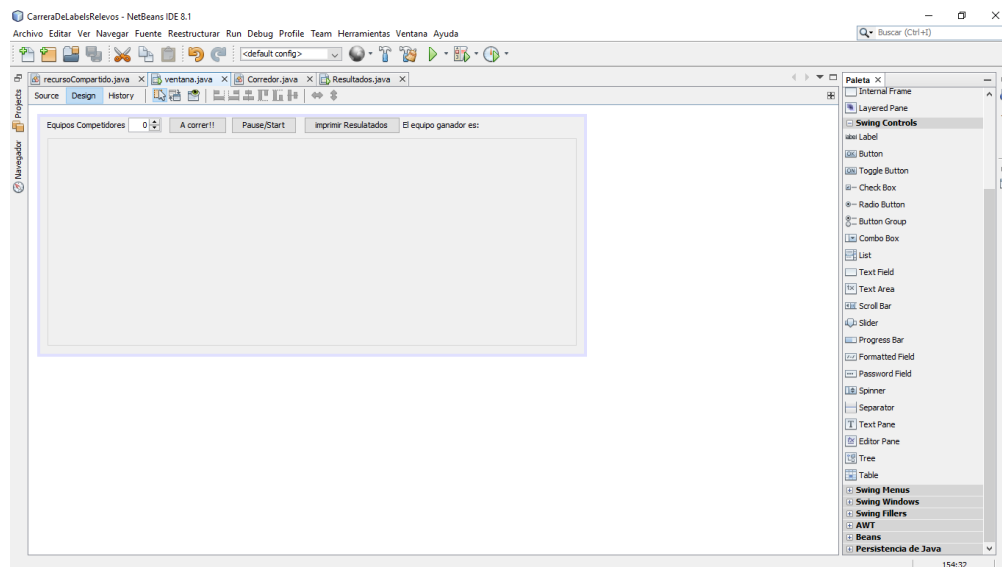 CarreraDeLabelsRelevos - NetBeans IDE 8.1
Archivo Editar Ver Navegar Fuente Reestructurar Run Debug Profile Team Herramientas Ventana Ayuda
Buscar (Ctrl+I)
<default config>
recursoCompartido.java ventana.java Corredor.java Resultados.java
Source Design History
Projects
Navegador
Equipos Competidores 0 A correr!! Pause/Start imprimir Resulatados El equipo ganador es:
Paleta
Internal Frame
Layered Pane
Swing Controls
label Label
OK Button
ON Toggle Button
Check Box
Radio Button
Button Group
Combo Box
List
Text Field
Text Area
Scroll Bar
Slider
Progress Bar
Formatted Field
Password Field
Spinner
Separator
T Text Pane
Editor Pane
Tree
Table
Swing Menus
Swing Windows
Swing Fillers
AWT
Beans
Persistencia de Java
154:32